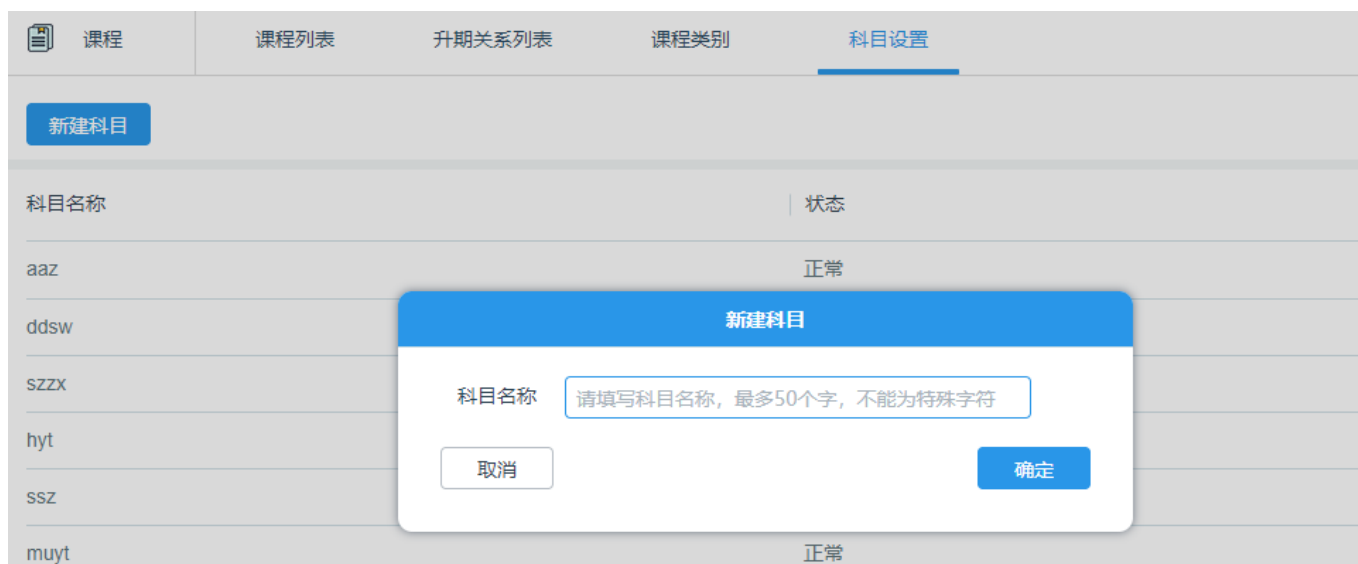 课程 课程列表 升期关系列表 课程类别 科目设置
新建科目
科目名称 状态
aaz 正常
ddsw
新建科目
szzx
科目名称 请填写科目名称，最多50个字，不能为特殊字符
hyt
取消 确定
ssz
muyt 正常